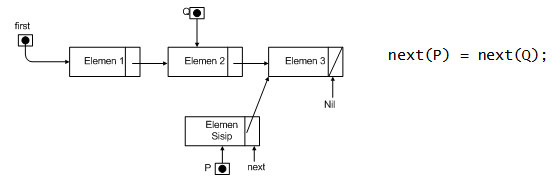 Q
first
Elemen 1
Elemen 2
Elemen 3
next(P) = next(Q);
Nil
Elemen
Sisip
P
next